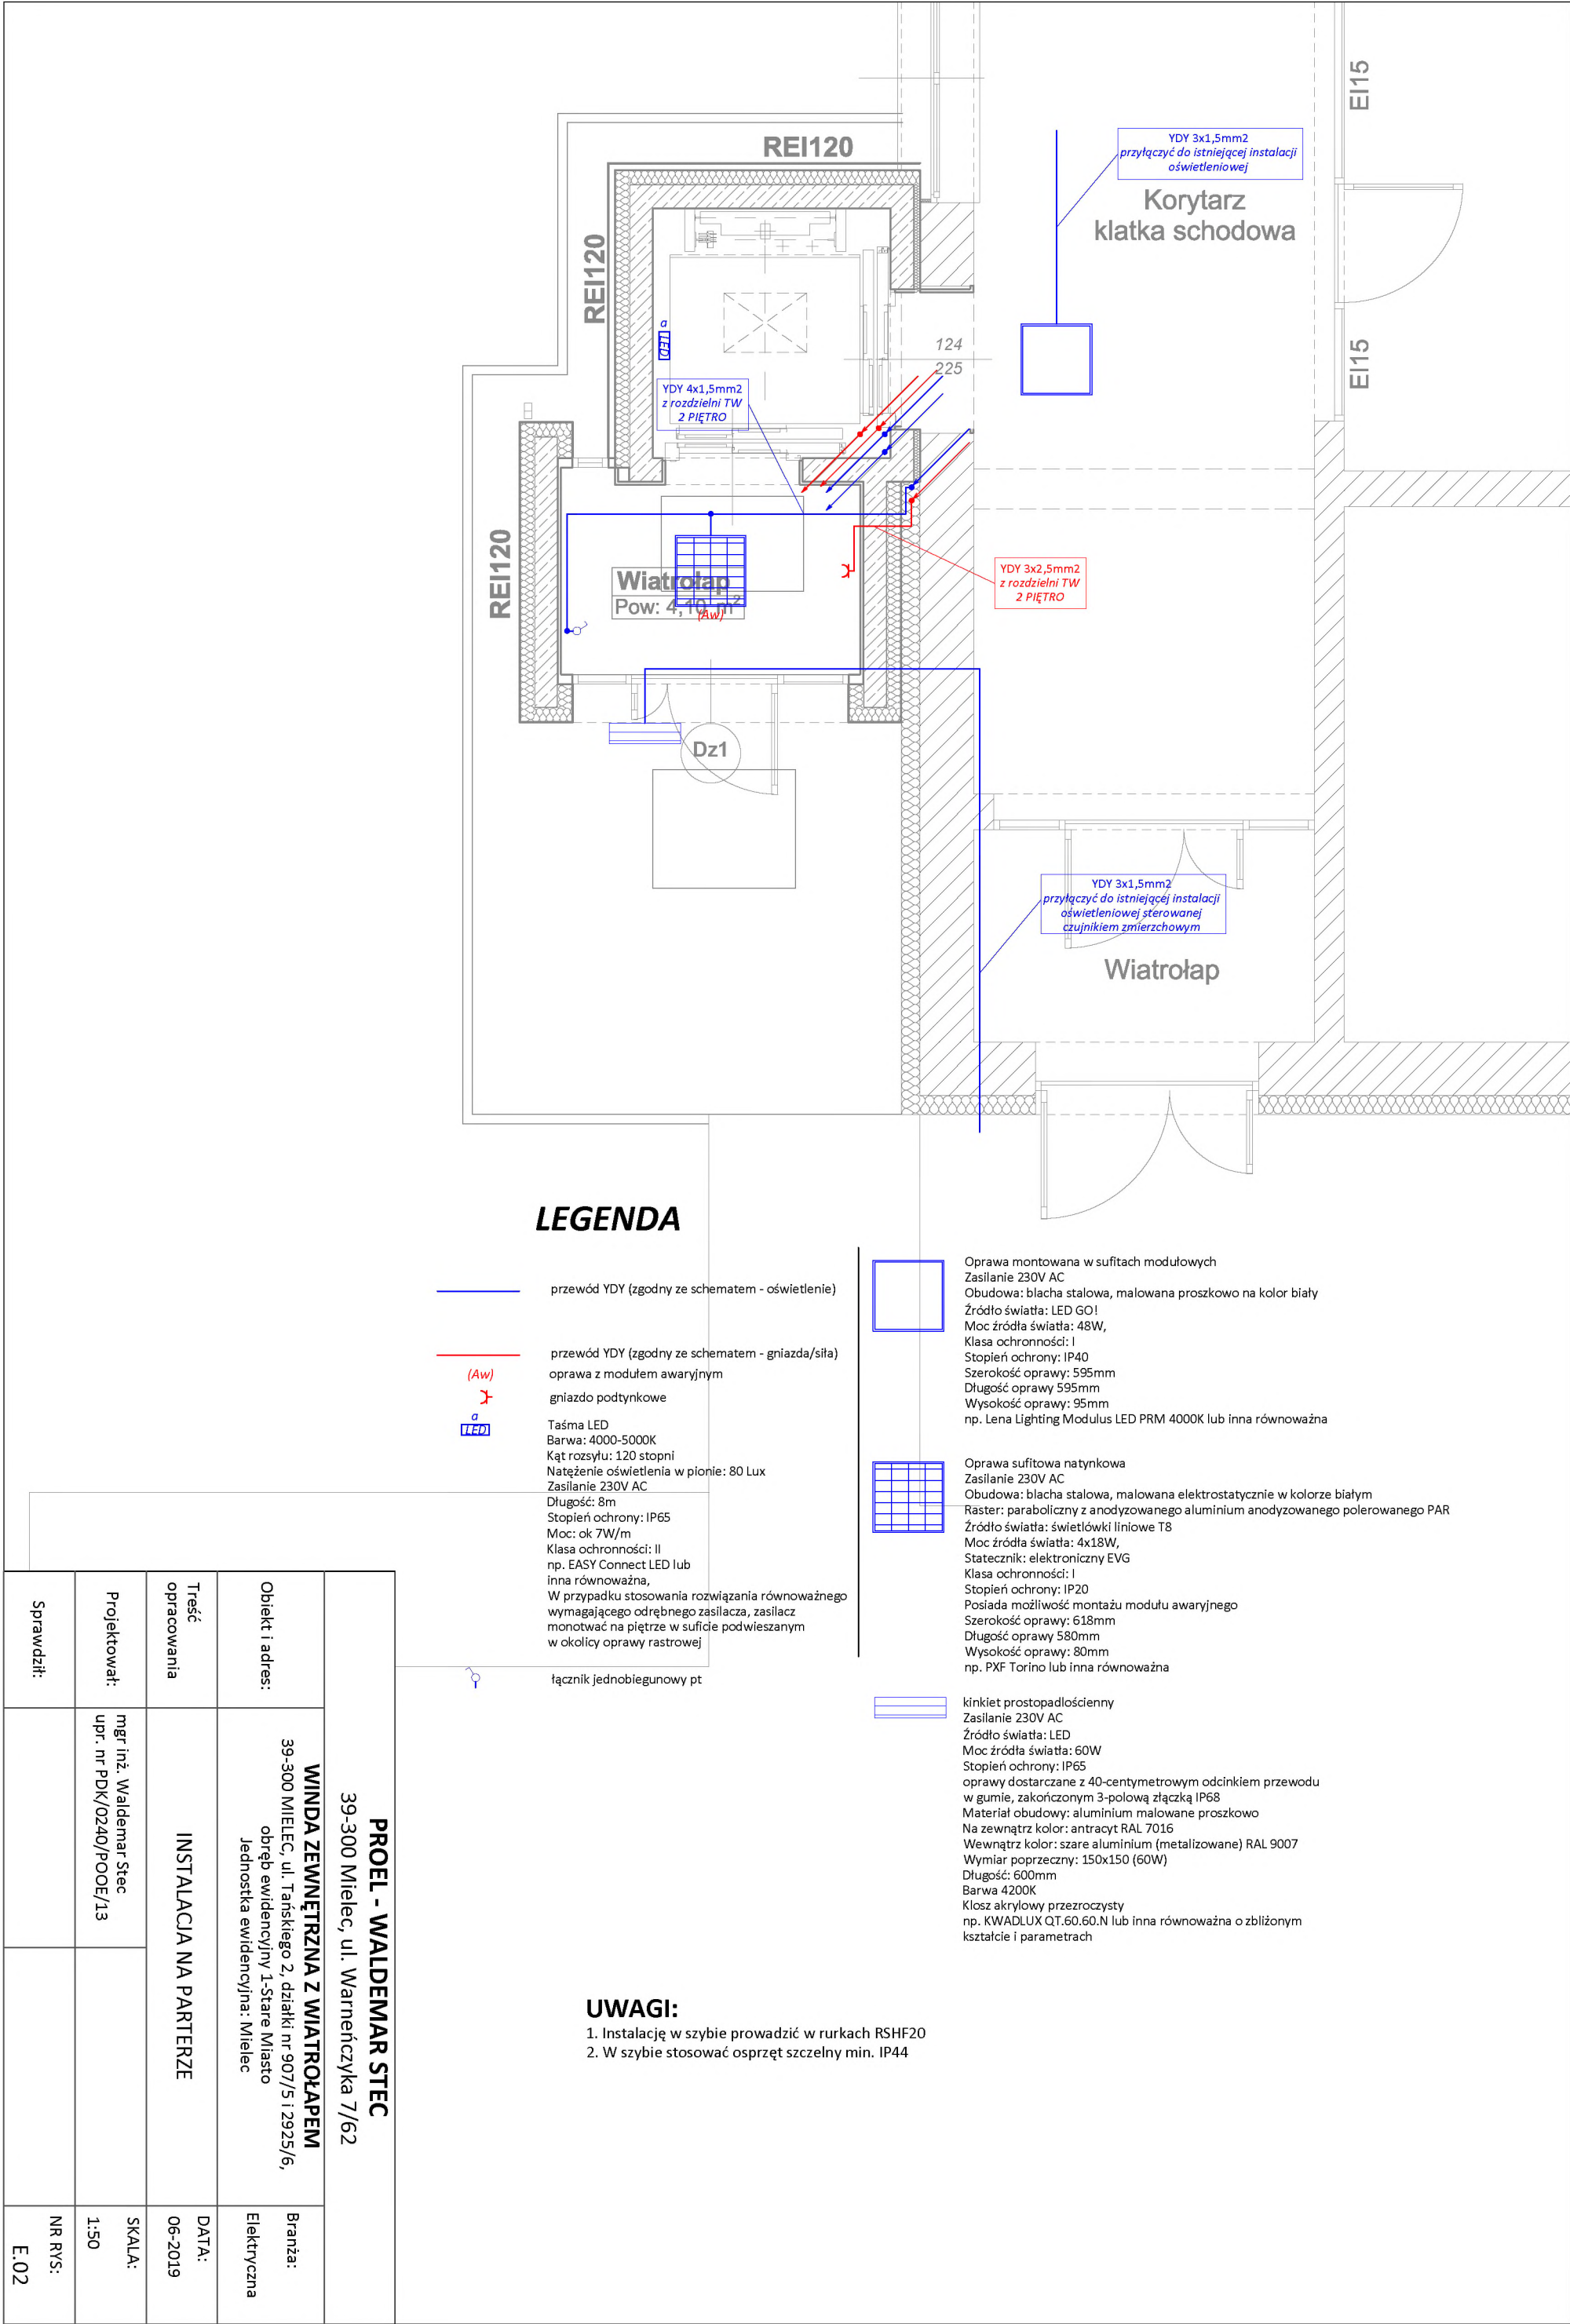 REI120
EI15
YDY 3x1,5mm2
przyłączyć do istniejącej instalacji
oświetleniowej
Korytarz
klatka schodowa
REI120
a
LED
124
225
EI15
YDY 4x1,5mm2
z rozdzielni TW
2 PIĘTRO
REI120
Wiatrołap
Pow: 4,10 m²
(Aw)
YDY 3x2,5mm2
z rozdzielni TW
2 PIĘTRO
Dz1
YDY 3x1,5mm2
przyłączyć do istniejącej instalacji
oświetleniowej sterowanej
czujnikiem zmierzchowym
Wiatrołap
LEGENDA
przewód YDY (zgodny ze schematem - oświetlenie)
przewód YDY (zgodny ze schematem - gniazda/siła)
(Aw)
oprawa z modułem awaryjnym
gniazdo podtynkowe
a
LED
Taśma LED
Barwa: 4000-5000K
Kąt rozsyłu: 120 stopni
Natężenie oświetlenia w pionie: 80 Lux
Zasilanie 230V AC
Długość: 8m
Stopień ochrony: IP65
Moc: ok 7W/m
Klasa ochronności: II
np. EASY Connect LED lub
inna równoważna,
W przypadku stosowania rozwiązania równoważnego
wymagającego odrębnego zasilacza, zasilacz
monotwać na piętrze w suficie podwieszanym
w okolicy oprawy rastrowej
łącznik jednobiegunowy pt
Oprawa montowana w sufitach modułowych
Zasilanie 230V AC
Obudowa: blacha stalowa, malowana proszkowo na kolor biały
Źródło światła: LED GO!
Moc źródła światła: 48W,
Klasa ochronności: I
Stopień ochrony: IP40
Szerokość oprawy: 595mm
Długość oprawy 595mm
Wysokość oprawy: 95mm
np. Lena Lighting Modulus LED PRM 4000K lub inna równoważna
Oprawa sufitowa natynkowa
Zasilanie 230V AC
Obudowa: blacha stalowa, malowana elektrostatycznie w kolorze białym
Raster: paraboliczny z anodyzowanego aluminium anodyzowanego polerowanego PAR
Źródło światła: świetlówki liniowe T8
Moc źródła światła: 4x18W,
Statecznik: elektroniczny EVG
Klasa ochronności: I
Stopień ochrony: IP20
Posiada możliwość montażu modułu awaryjnego
Szerokość oprawy: 618mm
Długość oprawy 580mm
Wysokość oprawy: 80mm
np. PXF Torino lub inna równoważna
kinkiet prostopadłościenny
Zasilanie 230V AC
Źródło światła: LED
Moc źródła światła: 60W
Stopień ochrony: IP65
oprawy dostarczane z 40-centymetrowym odcinkiem przewodu
w gumie, zakończonym 3-polową złączką IP68
Materiał obudowy: aluminium malowane proszkowo
Na zewnątrz kolor: antracyt RAL 7016
Wewnątrz kolor: szare aluminium (metalizowane) RAL 9007
Wymiar poprzeczny: 150x150 (60W)
Długość: 600mm
Barwa 4200K
Klosz akrylowy przezroczysty
np. KWADLUX QT.60.60.N lub inna równoważna o zbliżonym
kształcie i parametrach
UWAGI:
1. Instalację w szybie prowadzić w rurkach RSHF20
2. W szybie stosować osprzęt szczelny min. IP44
PROEL - WALDEMAR STEC
39-300 Mielec, ul. Warneńczyka 7/62
Obiekt i adres:
WINDA ZEWNĘTRZNA Z WIATROŁAPEM
39-300 MIELEC, ul. Tańskiego 2, działki nr 907/5 i 2925/6,
obręb ewidencyjny 1-Stare Miasto
Jednostka ewidencyjna: Mielec
Branża:
Elektryczna
Treść
opracowania
INSTALACJA NA PARTERZE
DATA:
06-2019
Projektował:
mgr inż. Waldemar Stec
upr. nr PDK/0240/POOE/13
SKALA:
1:50
Sprawdził:
NR RYS:
E.02